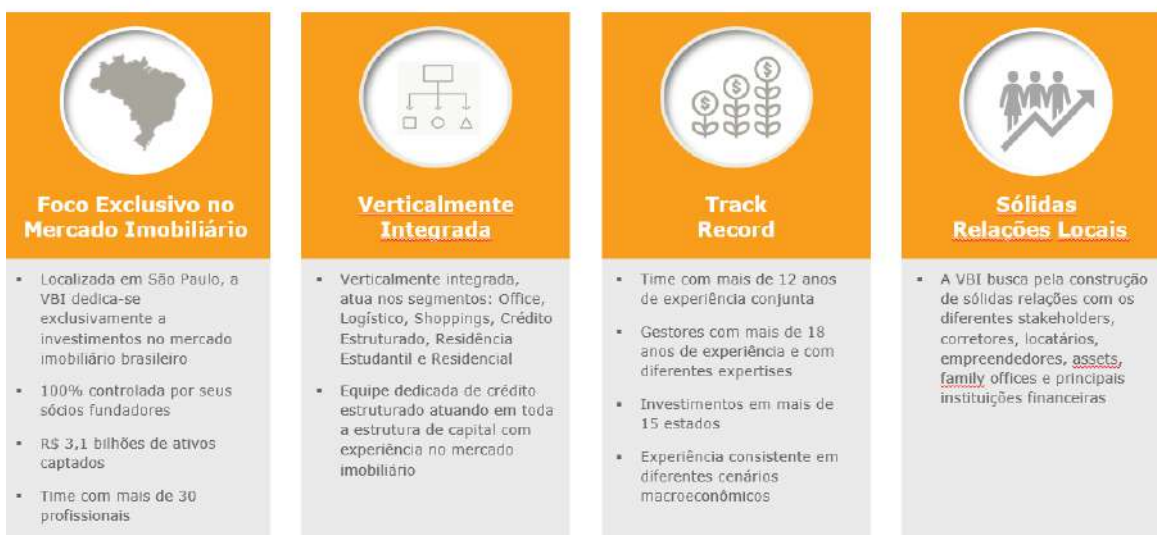 Foco Exclusivo no
Mercado Imobiliário
▪ Localizada em São Paulo, a
VBI dedica-se
exclusivamente a
investimentos no mercado
imobiliário brasileiro
▪ 100% controlada por seus
sócios fundadores
▪ R$ 3,1 bilhões de ativos
captados
▪ Time com mais de 30
profissionais
Verticalmente
Integrada
▪ Verticalmente integrada,
atua nos segmentos: Office,
Logístico, Shoppings, Crédito
Estruturado, Residência
Estudantil e Residencial
▪ Equipe dedicada de crédito
estruturado atuando em toda
a estrutura de capital com
experiência no mercado
imobiliário
Track
Record
▪ Time com mais de 12 anos
de experiência conjunta
▪ Gestores com mais de 18
anos de experiência e com
diferentes expertises
▪ Investimentos em mais de
15 estados
▪ Experiência consistente em
diferentes cenários
macroeconômicos
Sólidas
Relações Locais
▪ A VBI busca pela construção
de sólidas relações com os
diferentes stakeholders,
corretores, locatários,
empreendedores, assets,
family offices e principais
instituições financeiras